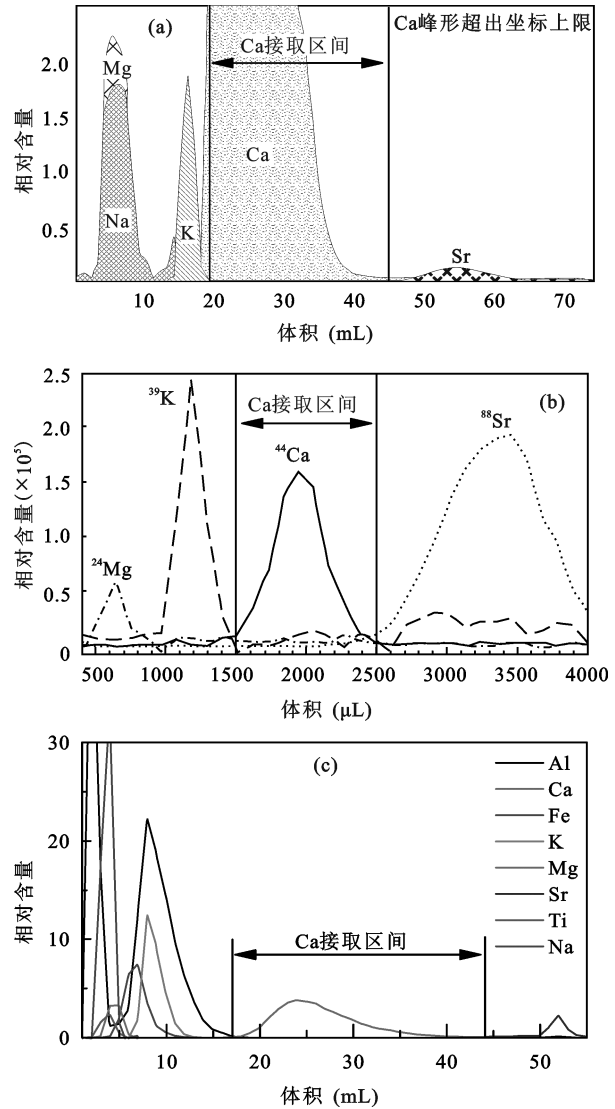 (a)
Ca峰形超出坐标上限
Ca接取区间
2.0
1.5
1.0
0.5
相对含量
Mg
Na
K
Ca
Sr
10
20
30
40
50
60
70
体积 (mL)
(b)
2.5
2.0
1.5
1.0
0.5
0
相对含量(×10⁵)
³⁹K
Ca接取区间
⁴⁴Ca
⁸⁸Sr
²⁴Mg
500
1000
1500
2000
2500
3000
3500
4000
体积 (μL)
(c)
30
20
10
0
相对含量
Al
Ca
Fe
K
Mg
Sr
Ti
Na
Ca接取区间
10
20
30
40
50
体积 (mL)